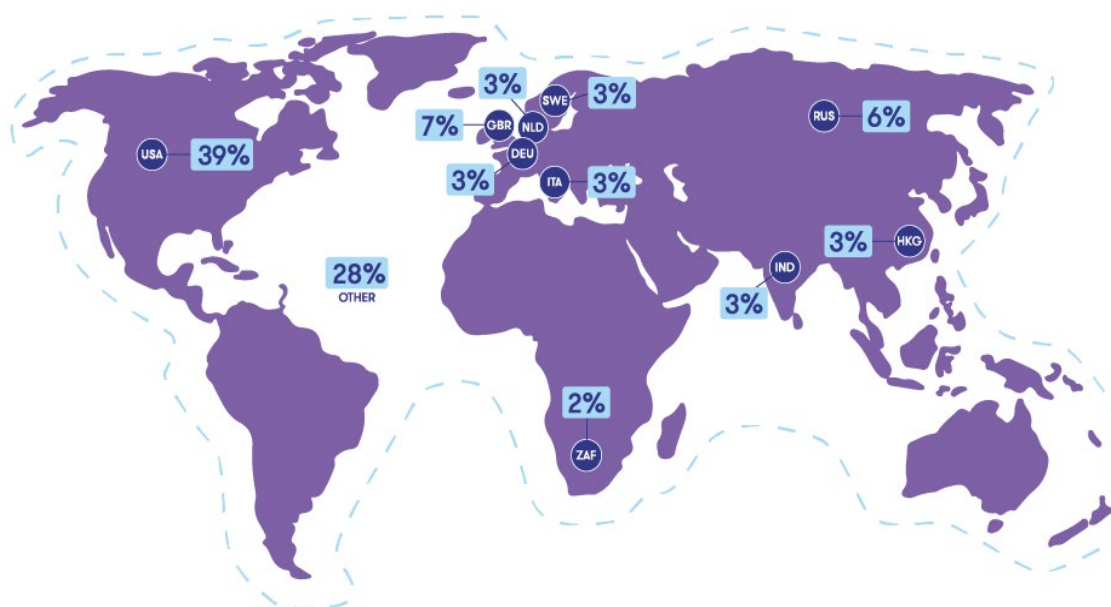 3%
SWE
3%
7%
GBR
NLD
RUS
6%
USA
39%
DEU
3%
ITA
3%
3%
HKG
28%
OTHER
IND
3%
2%
ZAF